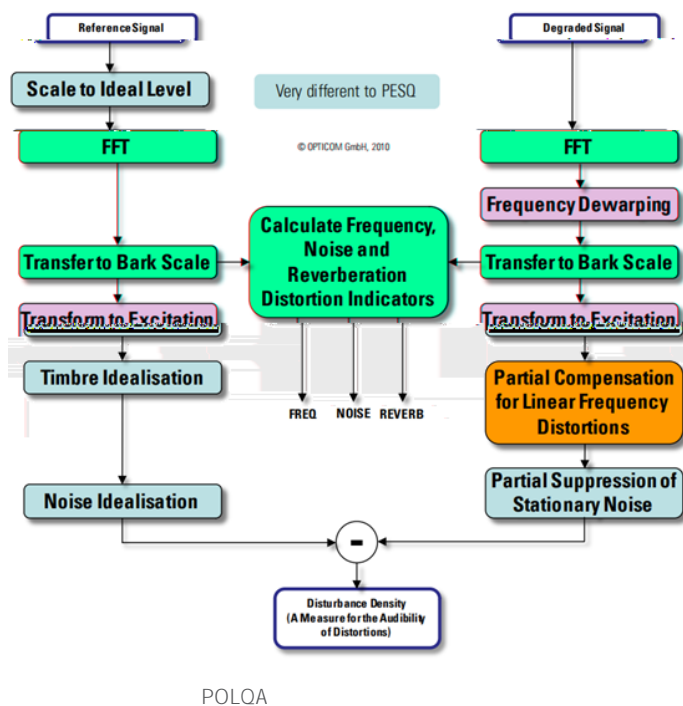 Reference Signal
Degraded Signal
Scale to Ideal Level
Very different to PESQ
© OPTICOM GmbH, 2010
FFT
FFT
Frequency Dewarping
Calculate Frequency,
Noise and
Reverberation
Distortion Indicators
Transfer to Bark Scale
Transfer to Bark Scale
Transform to Excitation
Transform to Excitation
Timbre Idealisation
Partial Compensation
for Linear Frequency
Distortions
FREQ NOISE REVERB
Noise Idealisation
Partial Suppression of
Stationary Noise
-
Disturbance Density
(A Measure for the Audibility
of Distortions)
POLQA